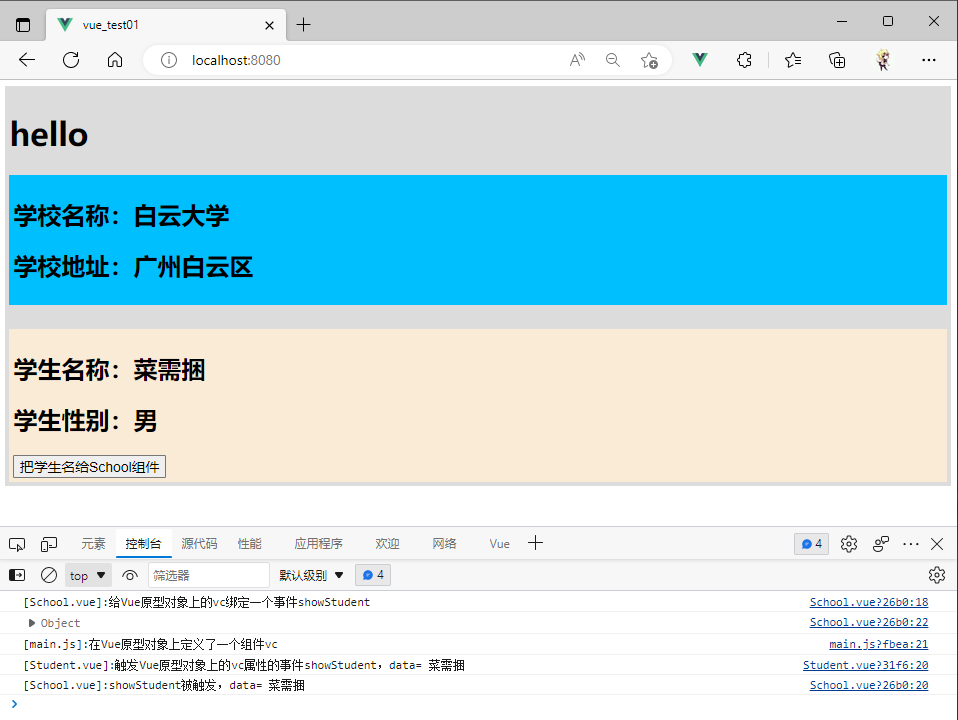 vue_test01
localhost:8080
hello
学校名称：白云大学
学校地址：广州白云区
学生名称：菜需捆
学生性别：男
把学生名给School组件
元素 控制台 源代码 性能 应用程序 欢迎 网络 Vue 4
top 筛选器 默认级别 4
[School.vue]:给Vue原型对象上的vc绑定一个事件showStudent School.vue?26b0:18
Object School.vue?26b0:22
[main.js]:在Vue原型对象上定义了一个组件vc main.js?fbea:21
[Student.vue]:触发Vue原型对象上的vc属性的事件showStudent，data= 菜需捆 Student.vue?31f6:20
[School.vue]:showStudent被触发，data= 菜需捆 School.vue?26b0:20